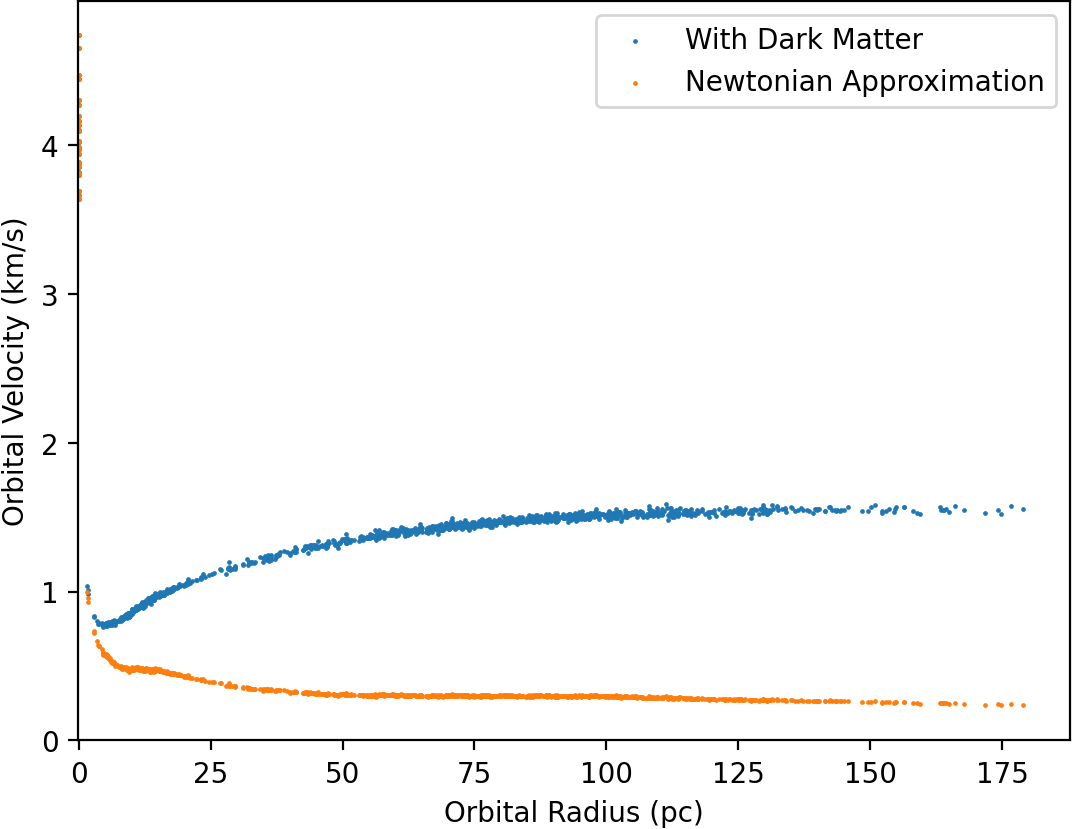 With Dark Matter
Newtonian Approximation
4
3
2
1
0
Orbital Velocity (km/s)
0 25 50 75 100 125 150 175
Orbital Radius (pc)